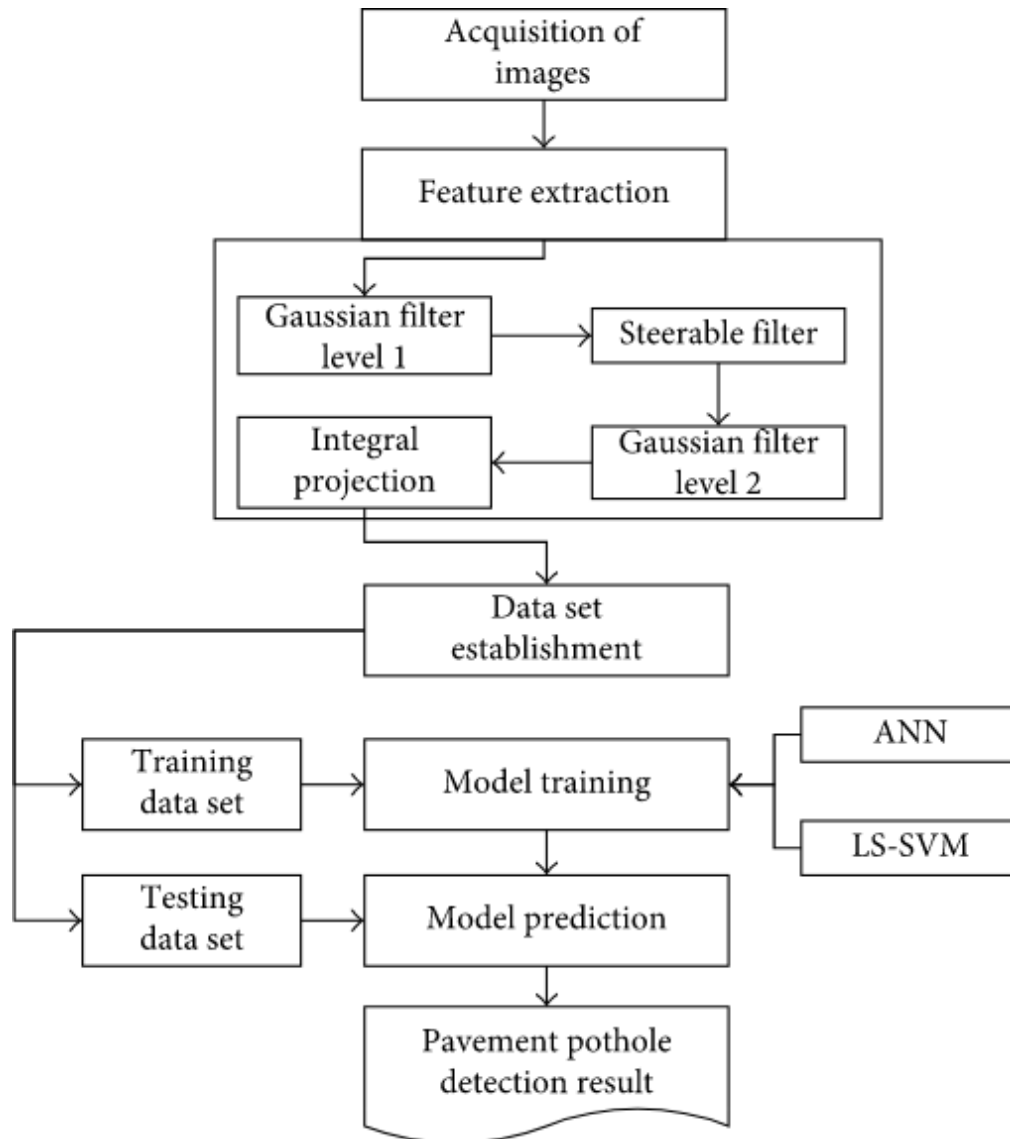 Acquisition of
images
Feature extraction
Gaussian filter
level 1
Steerable filter
Integral
projection
Gaussian filter
level 2
Data set
establishment
Training
data set
Model training
ANN
LS-SVM
Testing
data set
Model prediction
Pavement pothole
detection result